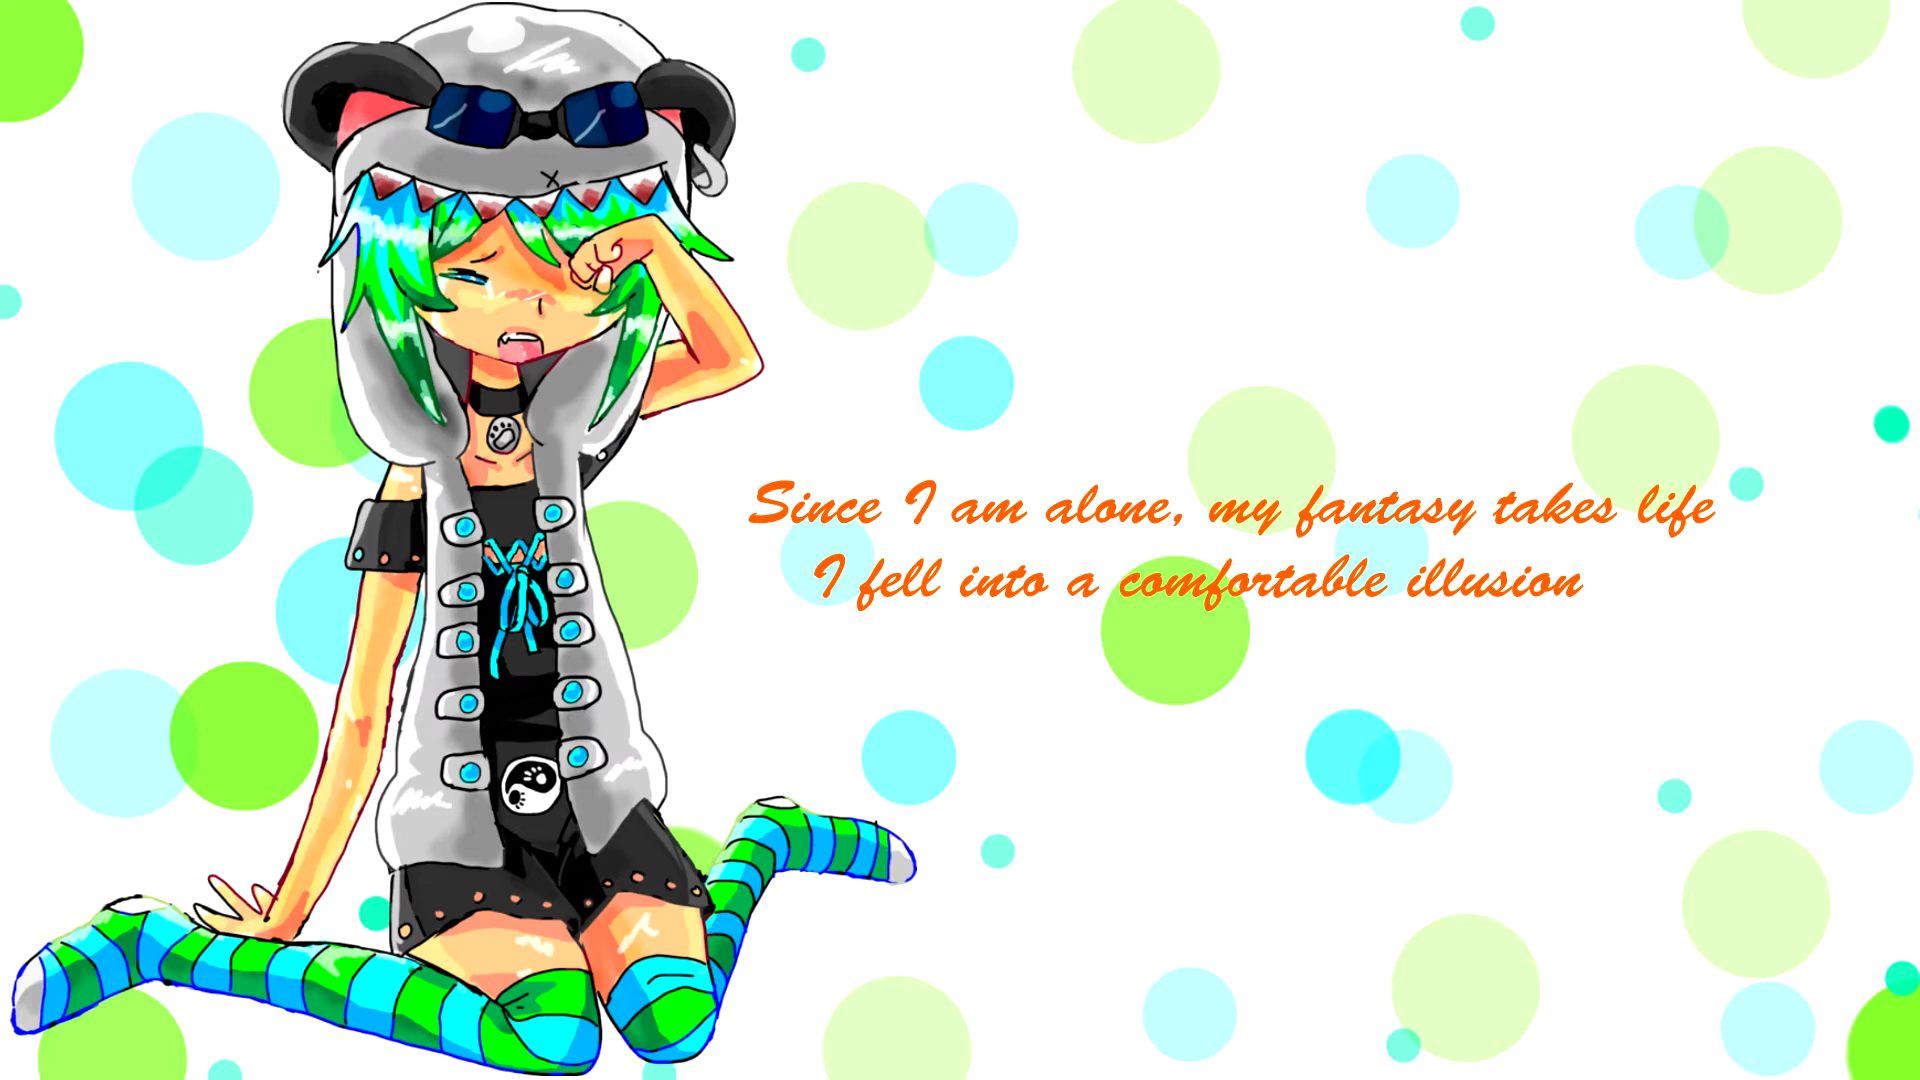 Since I am alone, my fantasy takes life
I fell into a comfortable illusion